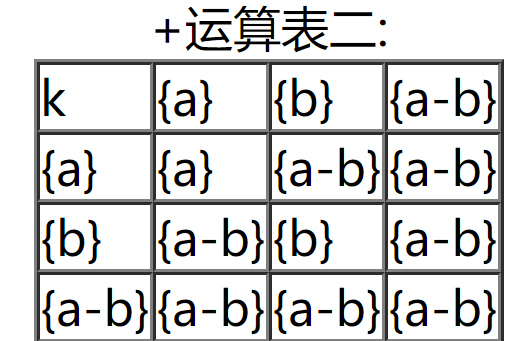 +运算表二:
k {a} {b} {a-b}
{a} {a} {a-b} {a-b}
{b} {a-b} {b} {a-b}
{a-b} {a-b} {a-b} {a-b}